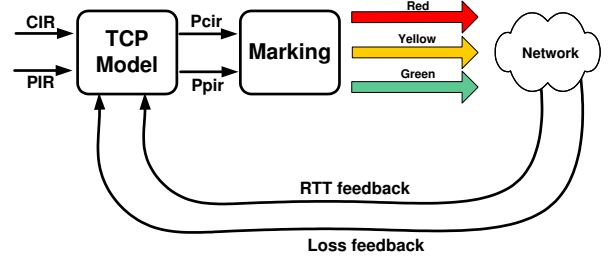 CIR
PIR
TCP
Model
Pcir
Ppir
Marking
Red
Yellow
Green
Network
RTT feedback
Loss feedback